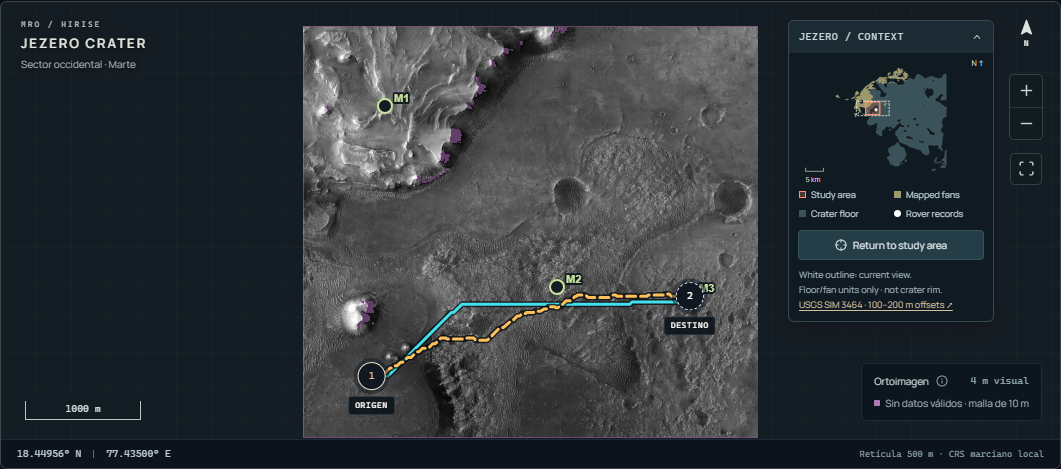 MRO / HIRISE
JEZERO CRATER
Sector occidental · Marte
M1
M2
M3
1
2
ORIGEN
DESTINO
1000 m
JEZERO / CONTEXT
N ↑
5 km
Study area
Mapped fans
Crater floor
Rover records
Return to study area
White outline: current view.
Floor/fan units only · not crater rim.
USGS SIM 3464 · 100–200 m offsets ↗
N
+
−
Ortoimagen
4 m visual
Sin datos válidos · malla de 10 m
18.44956° N | 77.43500° E
Retícula 500 m · CRS marciano local